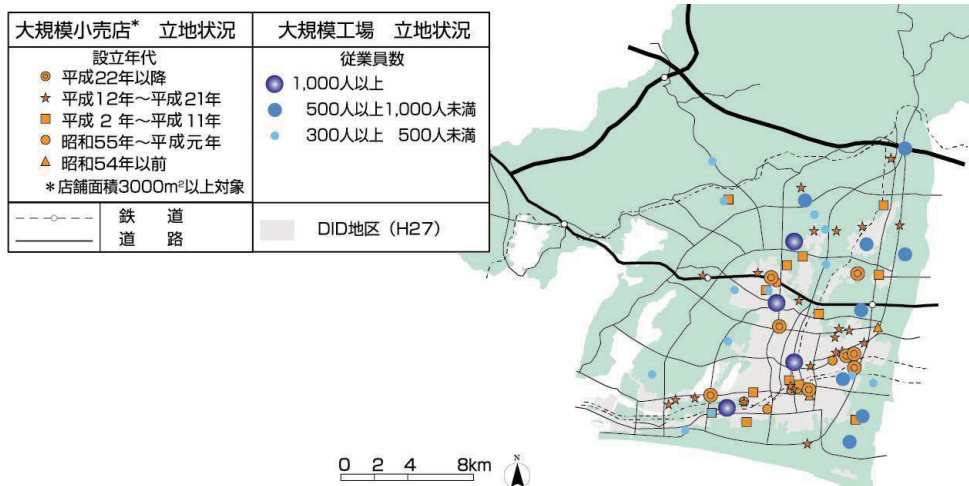 大規模小売店* 立地状況
設立年代
平成22年以降
平成12年～平成21年
平成 2 年～平成 11年
昭和55年～平成元年
昭和54年以前
＊店舗面積3000m²以上対象
大規模工場 立地状況
従業員数
1,000人以上
500人以上1,000人未満
300人以上 500人未満
鉄 道
道 路
DID地区（H27）
0 2 4 8km
N